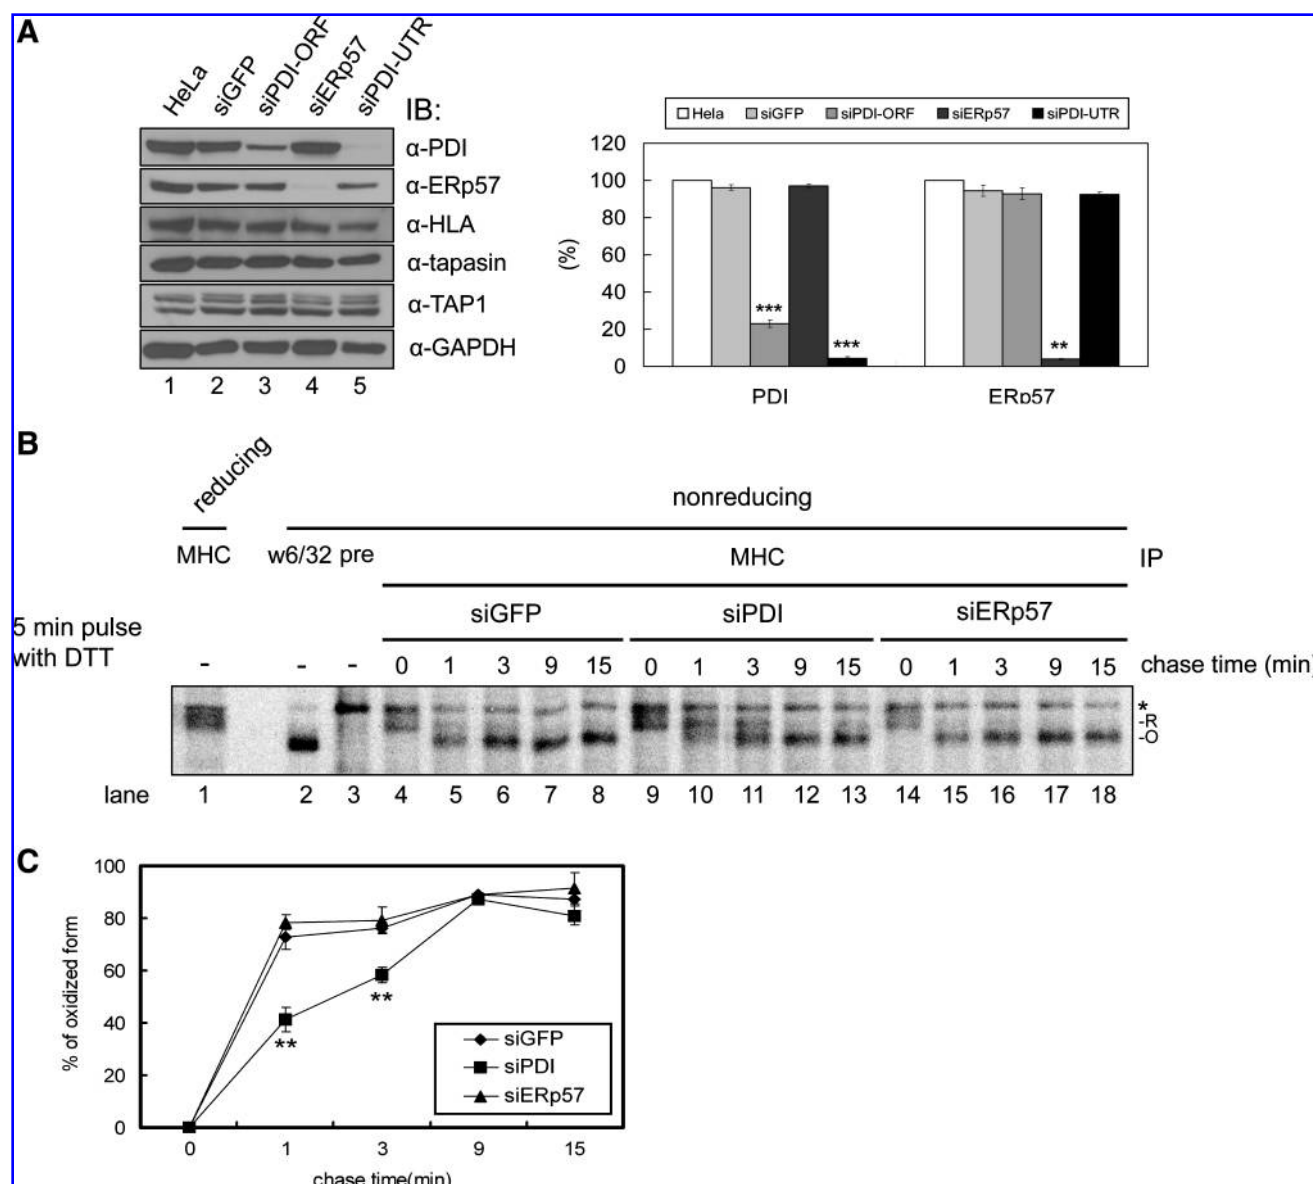 A
HeLa siGFP siPDI-ORF siERp57 siPDI-UTR
IB:
α-PDI
α-ERp57
α-HLA
α-tapasin
α-TAP1
α-GAPDH
1 2 3 4 5
Hela siGFP siPDI-ORF siERp57 siPDI-UTR
120
100
80
60
40
20
0
(%)
*** *** **
PDI ERp57
B
reducing nonreducing
MHC w6/32 pre MHC IP
siGFP siPDI siERp57
5 min pulse
with DTT
- - - 0 1 3 9 15 0 1 3 9 15 0 1 3 9 15 chase time (min)
*
-R
-O
lane 1 2 3 4 5 6 7 8 9 10 11 12 13 14 15 16 17 18
C
100
80
60
40
20
0
% of oxidized form
**
**
siGFP
siPDI
siERp57
0 1 3 9 15
chase time(min)